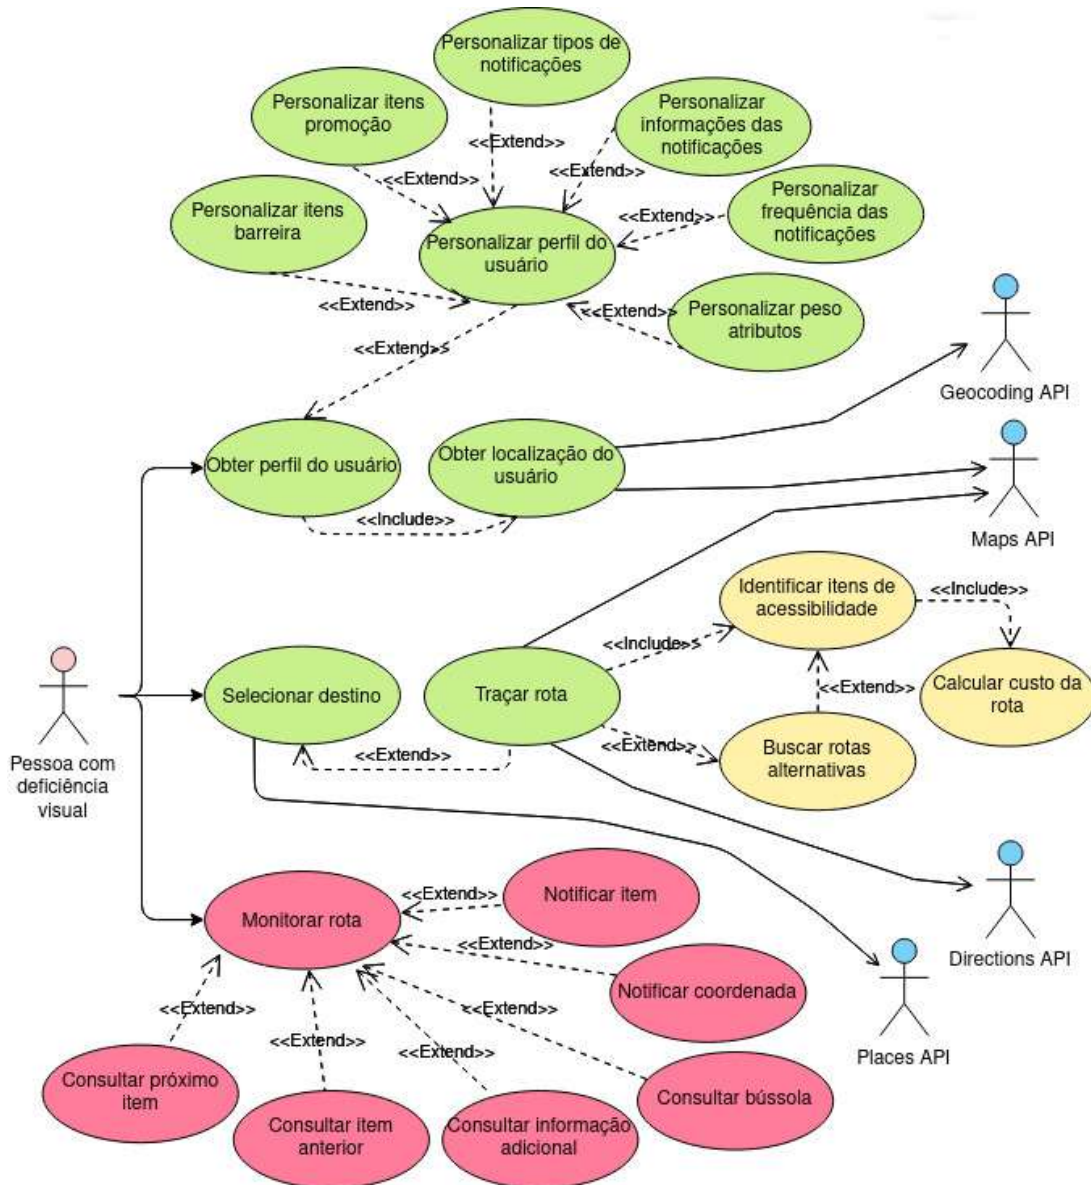 Personalizar tipos de
notificações
Personalizar itens
promoção
Personalizar
informações das
notificações
<<Extend>>
<<Extend>>
<<Extend>>
Personalizar itens
barreira
Personalizar perfil do
usuário
<<Extend>>
Personalizar
frequência das
notificações
<<Extend>>
<<Extend>>
Personalizar peso
atributos
<<Extend>>
Geocoding API
Obter perfil do usuário
Obter localização do
usuário
<<Include>>
Maps API
Identificar itens de
acessibilidade
<<Include>>
<<Include>>
Selecionar destino
Traçar rota
<<Extend>>
Calcular custo da
rota
<<Extend>>
<<Extend>>
Buscar rotas
alternativas
Pessoa com
deficiência
visual
Monitorar rota
<<Extend>>
Notificar item
<<Extend>>
Notificar coordenada
Directions API
<<Extend>>
<<Extend>>
<<Extend>>
<<Extend>>
Places API
Consultar próximo
item
Consultar item
anterior
Consultar informação
adicional
Consultar bússola